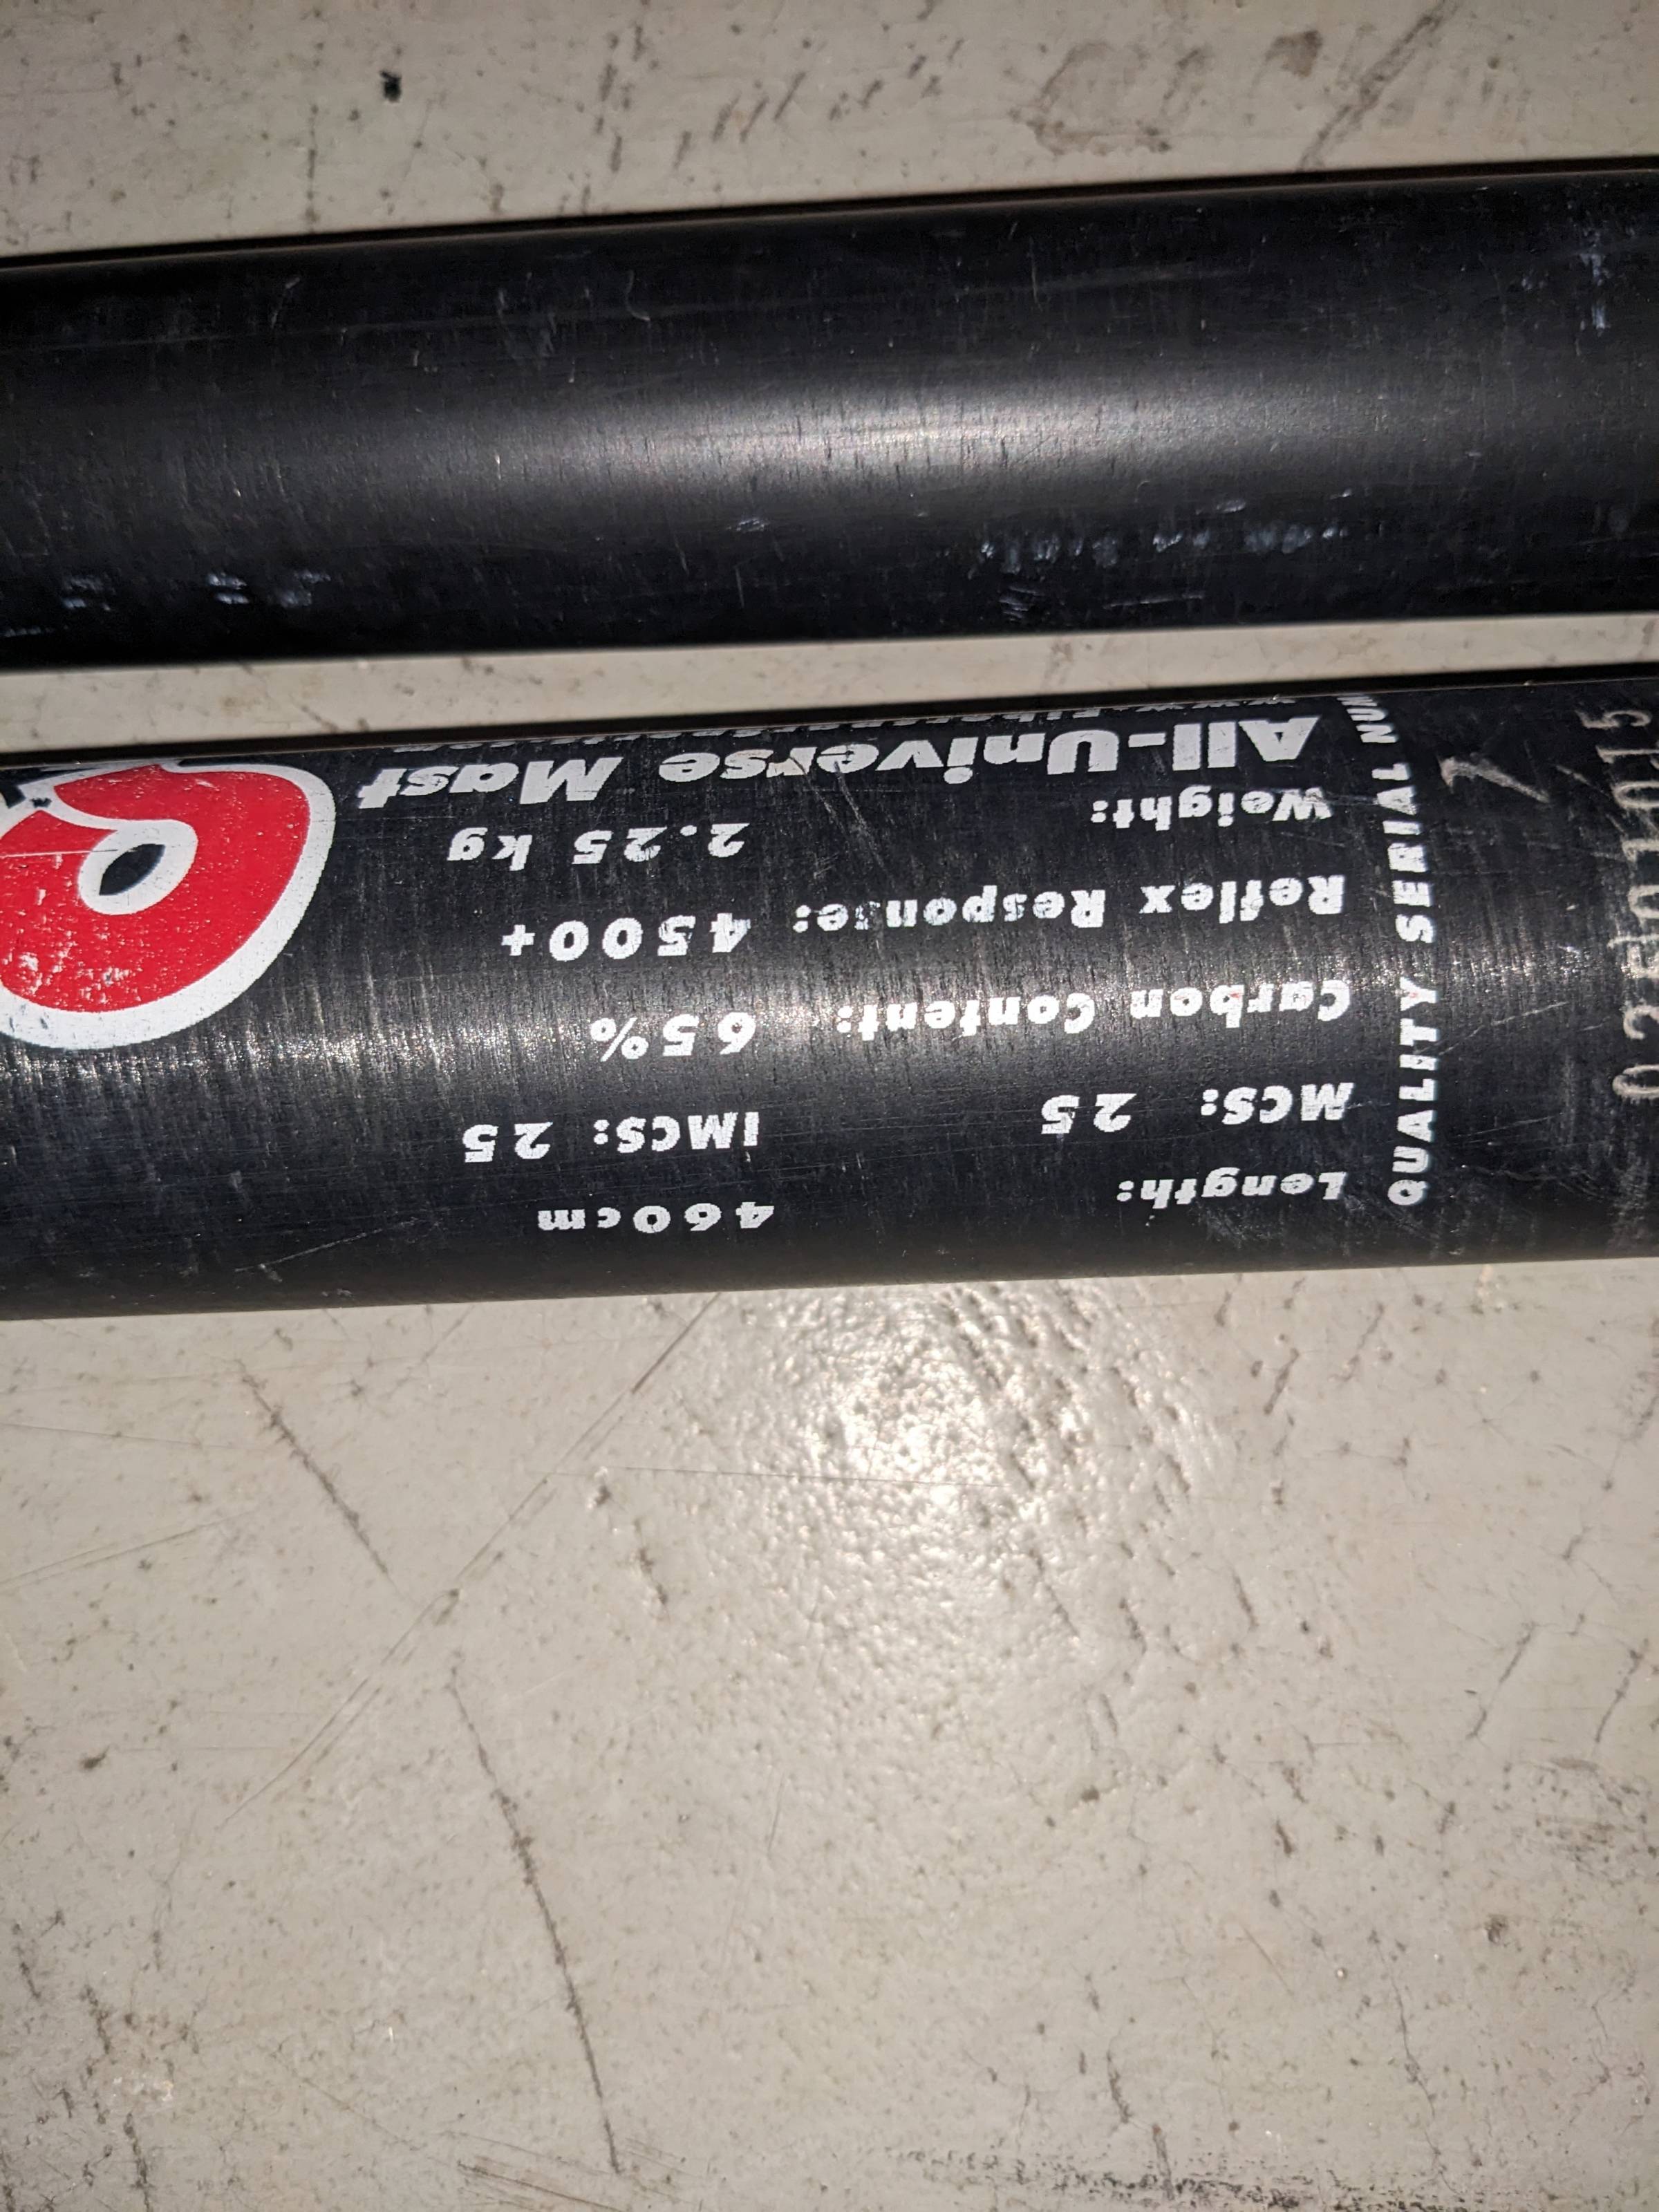 All-Universe Mast
Weight: 2.25 kg
Reflex Response: 4500+
Carbon Content: 65%
MCS: 25 IMCS: 25
Length: 460cm
QUALITY SERIAL